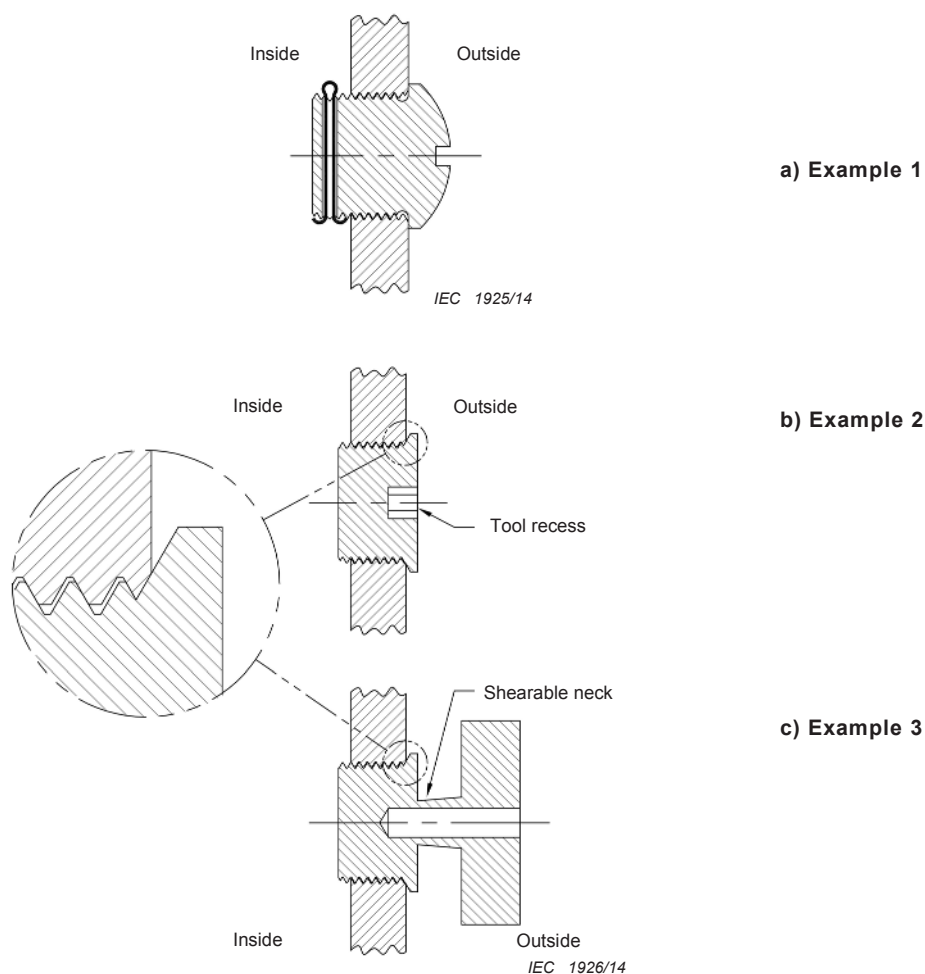 Inside
Outside
a) Example 1
IEC 1925/14
Inside
Outside
b) Example 2
Tool recess
Shearable neck
c) Example 3
Inside
Outside
IEC 1926/14